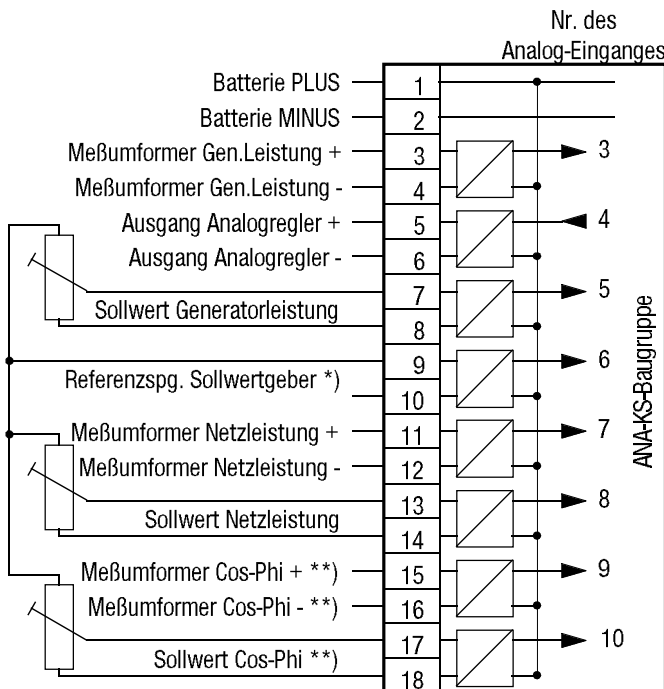 Nr. des
Analog-Einganges
Batterie PLUS 1
Batterie MINUS 2
Meßumformer Gen.Leistung + 3 3
Meßumformer Gen.Leistung - 4
Ausgang Analogregler + 5 4
Ausgang Analogregler - 6
7 5
Sollwert Generatorleistung
8
9 6
Referenzspg. Sollwertgeber *)
10
Meßumformer Netzleistung + 11 7
Meßumformer Netzleistung - 12
13 8
Sollwert Netzleistung
14
Meßumformer Cos-Phi + **) 15 9
Meßumformer Cos-Phi - **) 16
17 10
Sollwert Cos-Phi **)
18
ANA-KS-Baugruppe